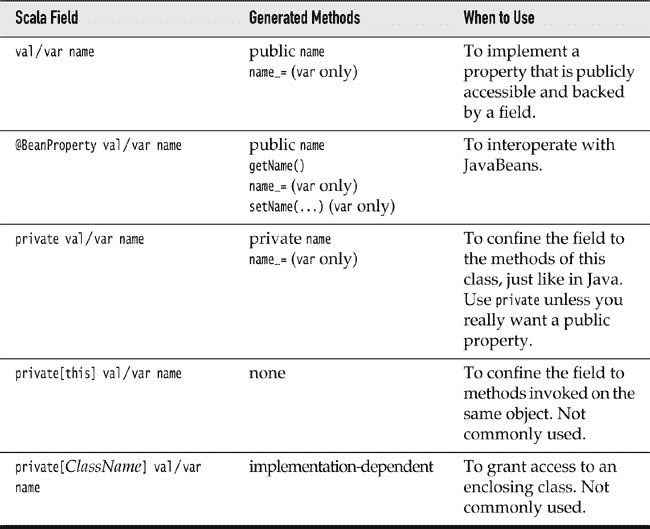 Scala Field Generated Methods When to Use
val/var name public name To implement a
name_= (var only) property that is publicly
accessible and backed
by a field.
@BeanProperty val/var name public name To interoperate with
getName() JavaBeans.
name_= (var only)
setName(...) (var only)
private val/var name private name To confine the field to
name_= (var only) the methods of this
class, just like in Java.
Use private unless you
really want a public
property.
private[this] val/var name none To confine the field to
methods invoked on the
same object. Not
commonly used.
private[ClassName] val/var implementation-dependent To grant access to an
name enclosing class. Not
commonly used.